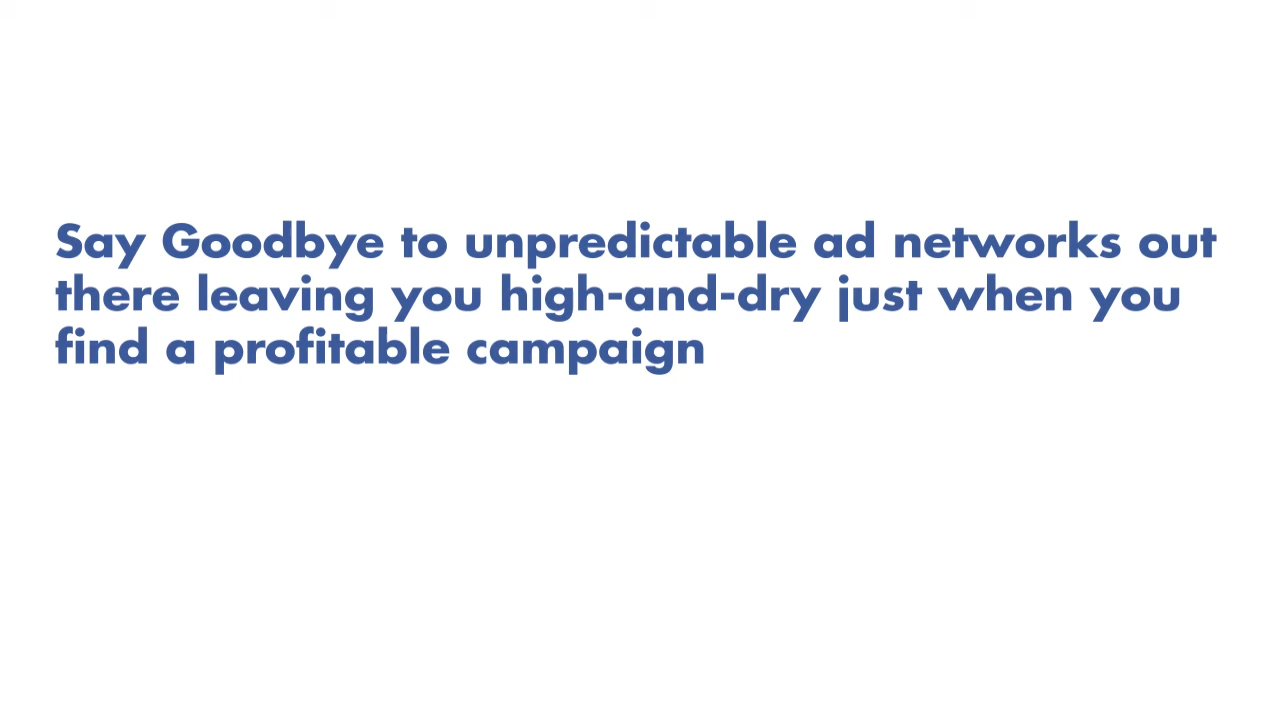 Say Goodbye to unpredictable ad networks out
there leaving you high-and-dry just when you
find a profitable campaign